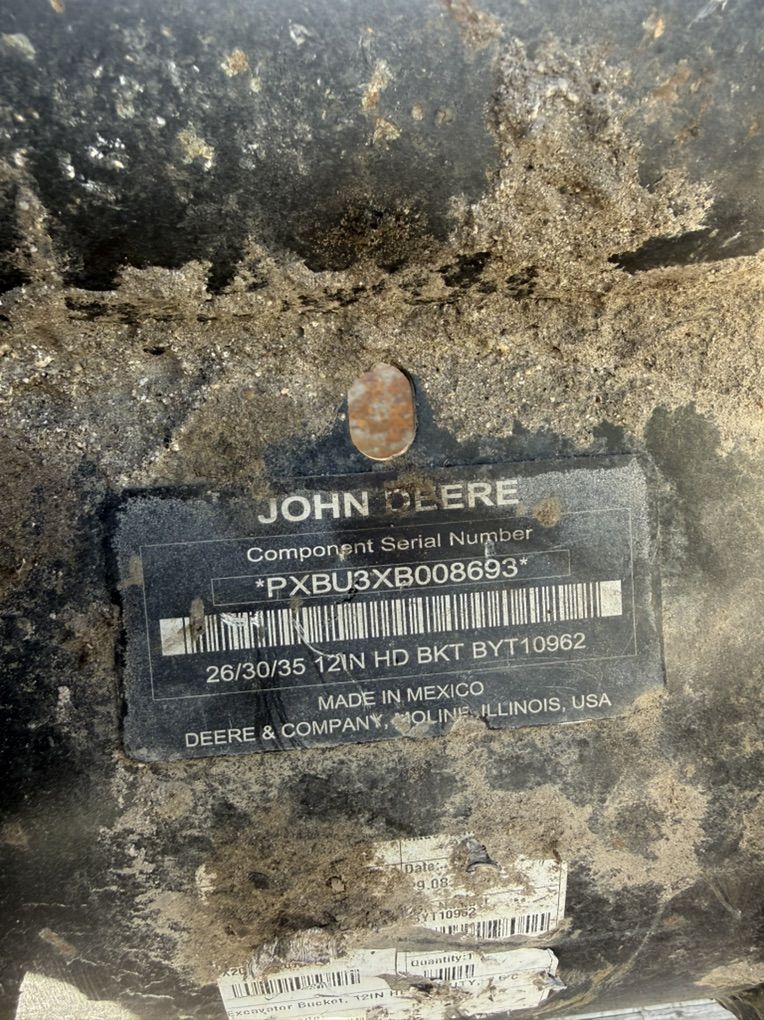 JOHN DEERE
Component Serial Number
*PXBU3XB008693*
26/30/35 12IN HD BKT BYT10962
MADE IN MEXICO
DEERE & COMPANY, MOLINE, ILLINOIS, USA
Date:
BYT10962
Quantity:1
Excavator Bucket, 12IN